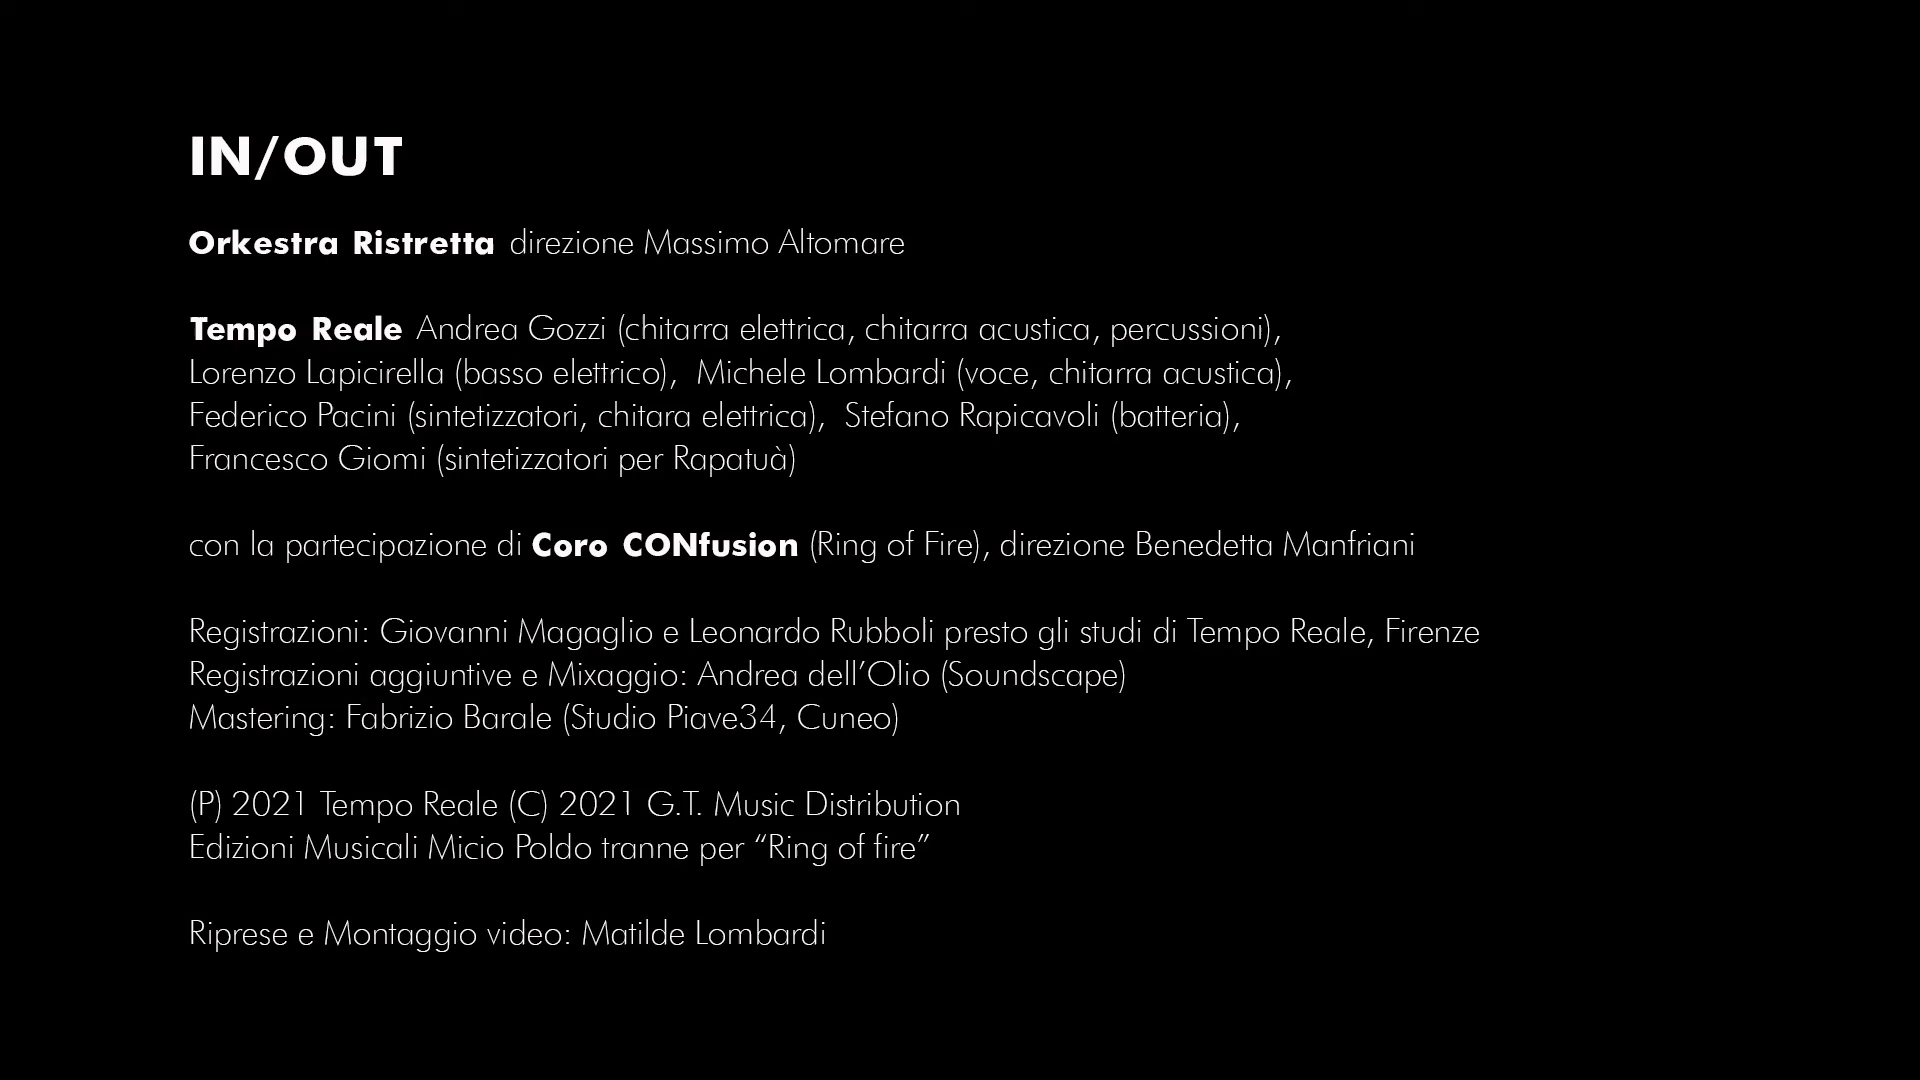 IN/OUT
Orkestra Ristretta direzione Massimo Altomare
Tempo Reale Andrea Gozzi (chitarra elettrica, chitarra acustica, percussioni),
Lorenzo Lapicirella (basso elettrico), Michele Lombardi (voce, chitarra acustica),
Federico Pacini (sintetizzatori, chitara elettrica), Stefano Rapicavoli (batteria),
Francesco Giomi (sintetizzatori per Rapatuà)
con la partecipazione di Coro CONfusion (Ring of Fire), direzione Benedetta Manfriani
Registrazioni: Giovanni Magaglio e Leonardo Rubboli presto gli studi di Tempo Reale, Firenze
Registrazioni aggiuntive e Mixaggio: Andrea dell’Olio (Soundscape)
Mastering: Fabrizio Barale (Studio Piave34, Cuneo)
(P) 2021 Tempo Reale (C) 2021 G.T. Music Distribution
Edizioni Musicali Micio Poldo tranne per “Ring of fire”
Riprese e Montaggio video: Matilde Lombardi